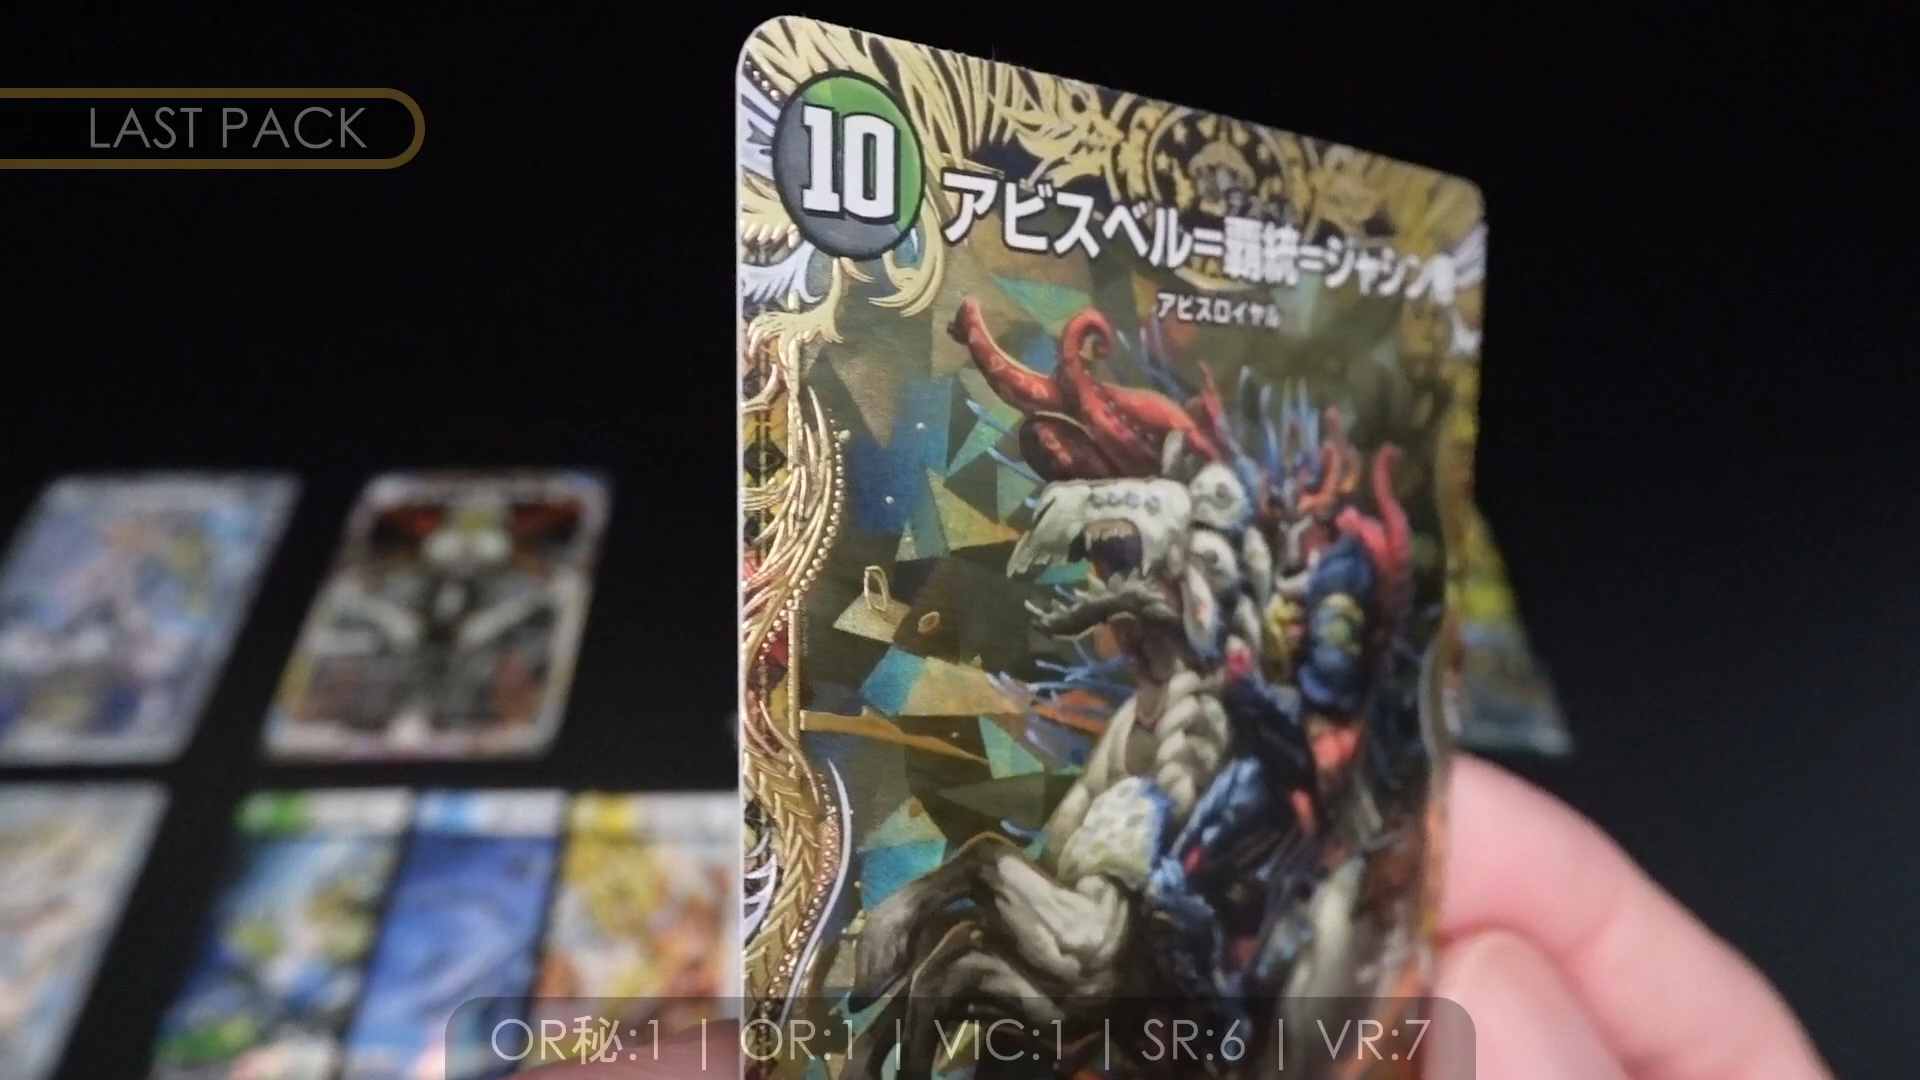 LAST PACK
10
アビスベル=覇統=ジャシン帝
アビスロイヤル
OR秘:1 | OR:1 | VIC:1 | SR:6 | VR:7